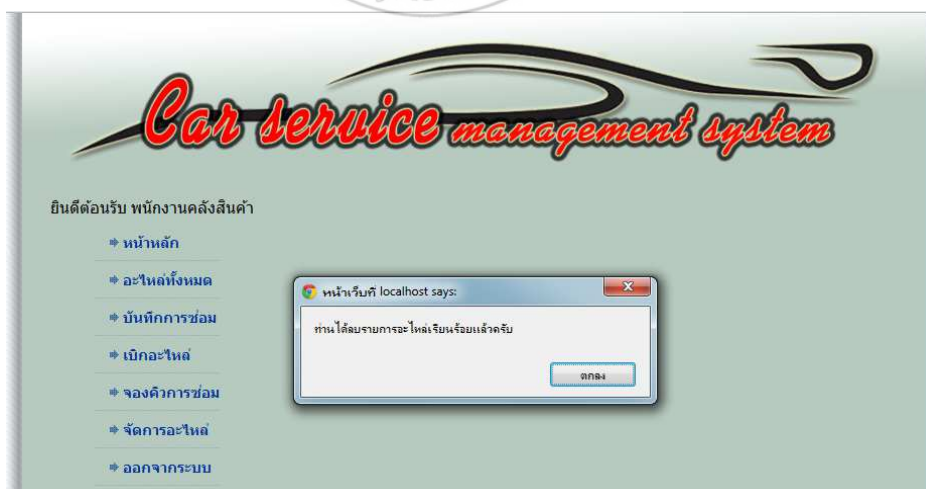 Car service management system
ยินดีต้อนรับ พนักงานคลังสินค้า
หน้าหลัก
อะไหล่ทั้งหมด
บันทึกการซ่อม
เบิกอะไหล่
จองคิวการซ่อม
จัดการอะไหล่
ออกจากระบบ
หน้าเว็บที่ localhost says:
ท่านได้ลบรายการอะไหล่เรียบร้อยแล้วครับ
ตกลง